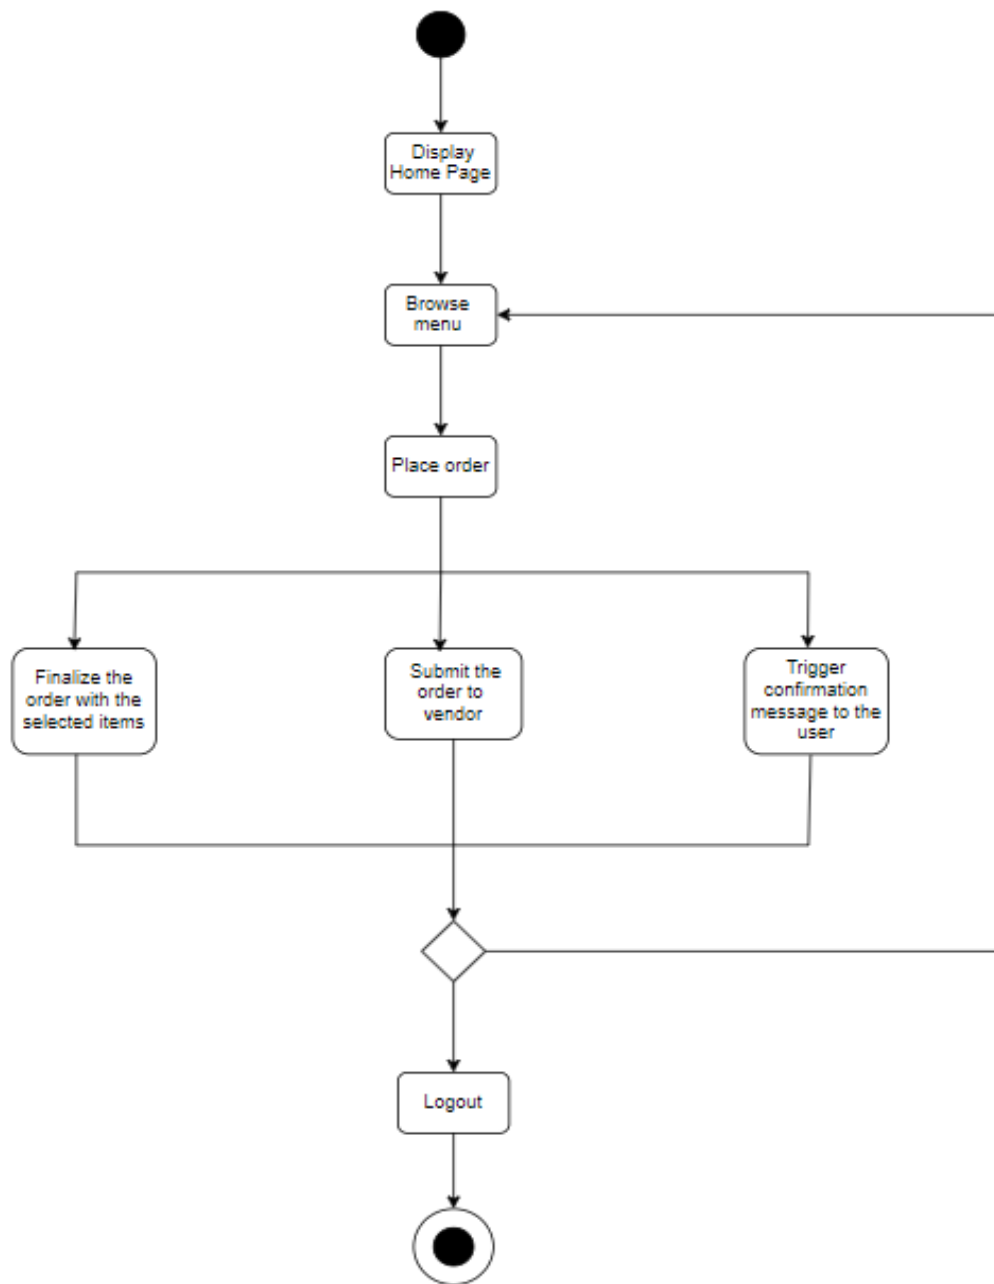 Display
Home Page
Browse
menu
Place order
Finalize the
order with the
selected items
Submit the
order to
vendor
Trigger
confirmation
message to the
user
Logout